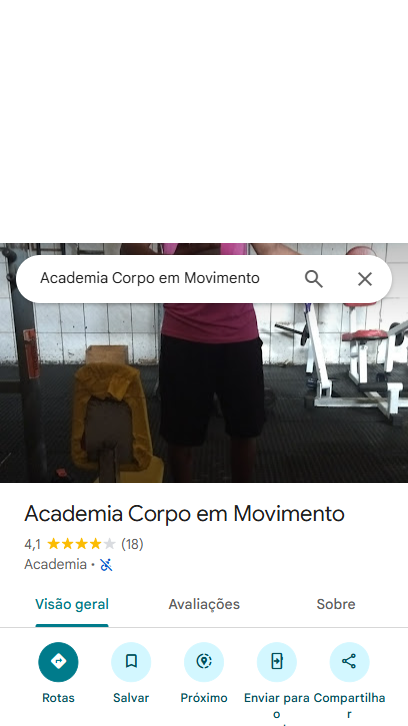 Academia Corpo em Movimento
Academia Corpo em Movimento
4,1 (18)
Academia ·
Visão geral Avaliações Sobre
Rotas Salvar Próximo Enviar para o Compartilhar